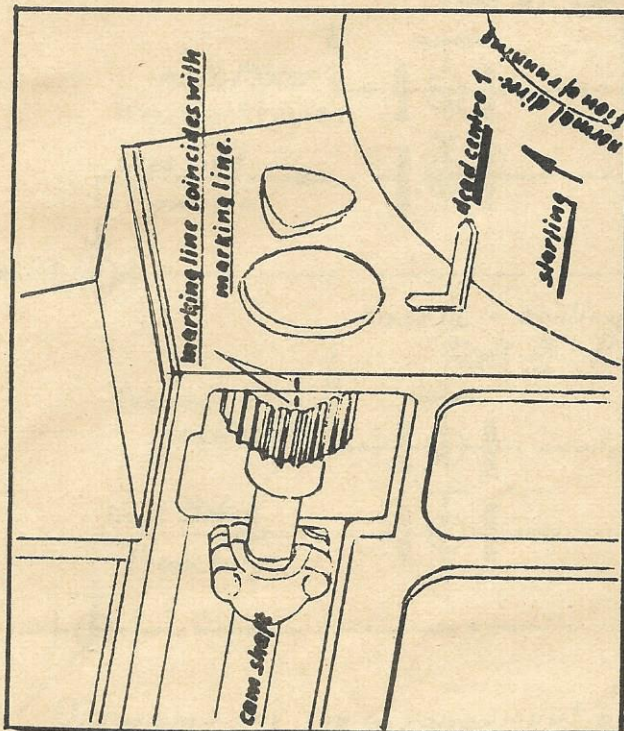 marking line coincides with
marking line.
dead centre 1
starting
normal direc-
tion of running
cam shaft